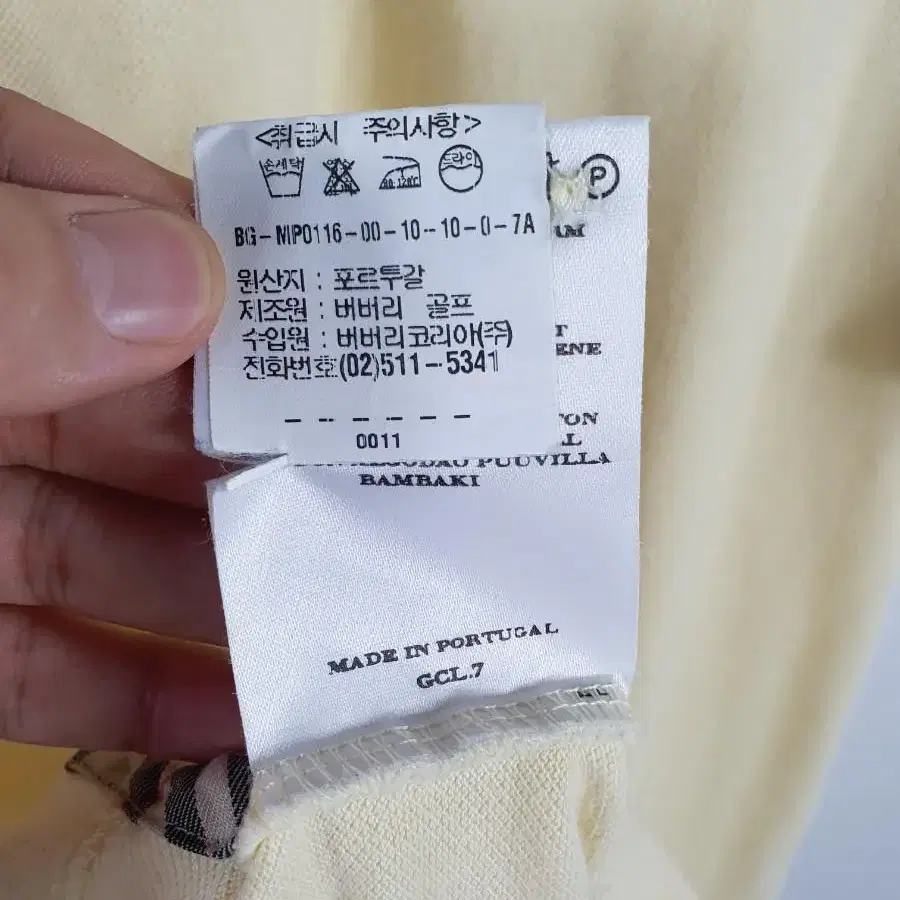 <취급시 주의사항>
손세탁 40-120℃ 드라이
P
BG-MP0116-00-10-10-0-7A
원산지 : 포르투갈
제조원 : 버버리 골프
수입원 : 버버리코리아(주)
전화번호(02)511-5341
------
0011
PUUVILLA
BAMBAKI
MADE IN PORTUGAL
GCL.7